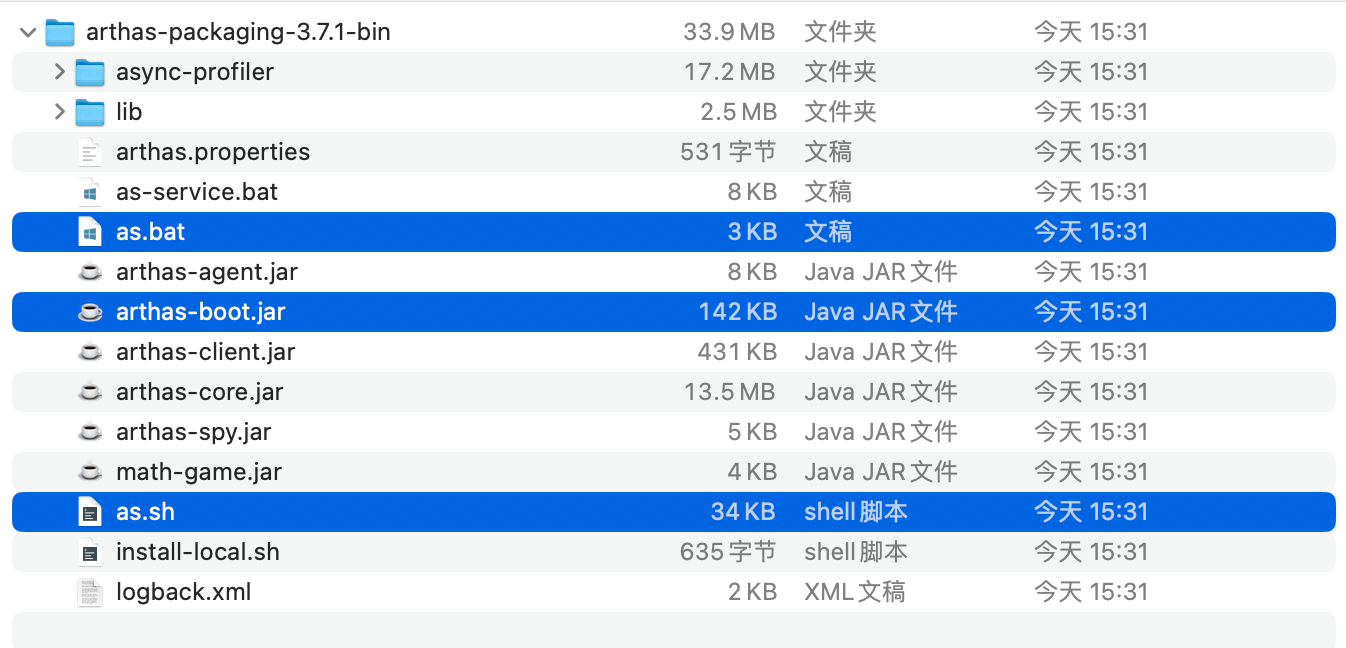 arthas-packaging-3.7.1-bin 33.9 MB 文件夹 今天 15:31
async-profiler 17.2 MB 文件夹 今天 15:31
lib 2.5 MB 文件夹 今天 15:31
arthas.properties 531 字节 文稿 今天 15:31
as-service.bat 8 KB 文稿 今天 15:31
as.bat 3 KB 文稿 今天 15:31
arthas-agent.jar 8 KB Java JAR 文件 今天 15:31
arthas-boot.jar 142 KB Java JAR 文件 今天 15:31
arthas-client.jar 431 KB Java JAR 文件 今天 15:31
arthas-core.jar 13.5 MB Java JAR 文件 今天 15:31
arthas-spy.jar 5 KB Java JAR 文件 今天 15:31
math-game.jar 4 KB Java JAR 文件 今天 15:31
as.sh 34 KB shell 脚本 今天 15:31
install-local.sh 635 字节 shell 脚本 今天 15:31
logback.xml 2 KB XML 文稿 今天 15:31